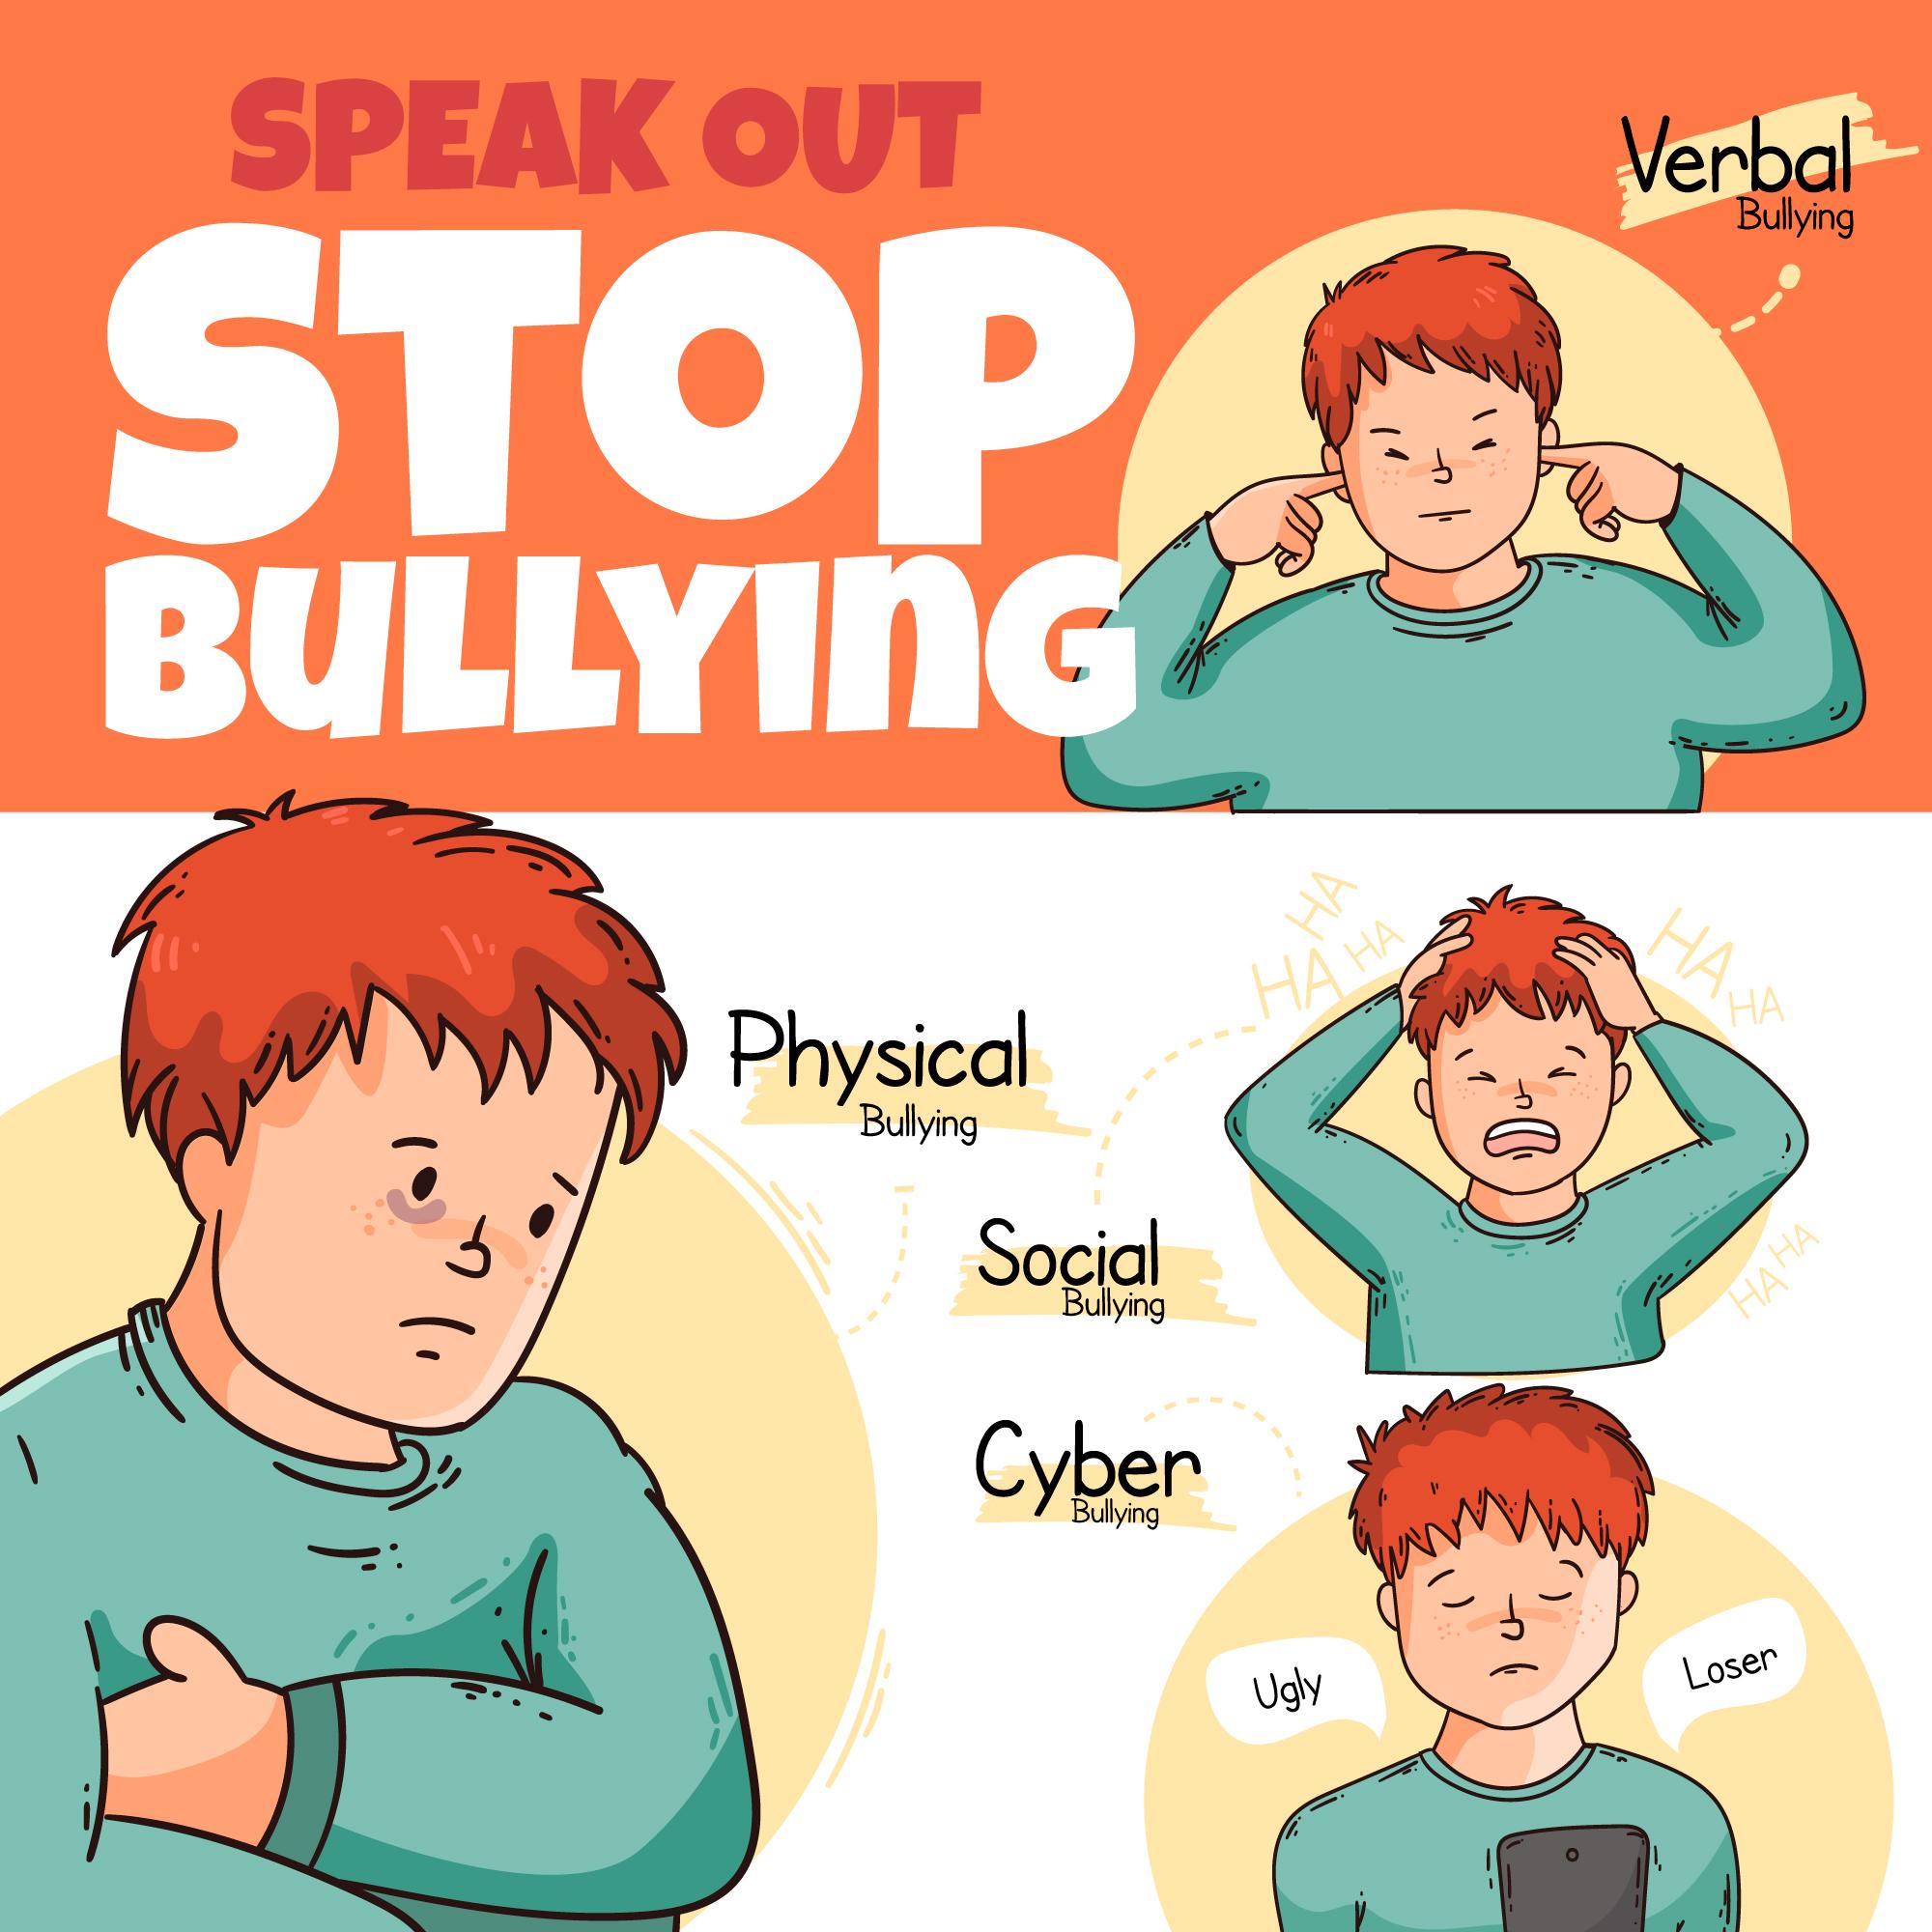 SPEAK OUT
STOP
BULLYING
Verbal
Bullying
HA
HA
HA
HA
HA
Physical
Bullying
Social
Bullying
HA
HA
Cyber
Bullying
Ugly
Loser